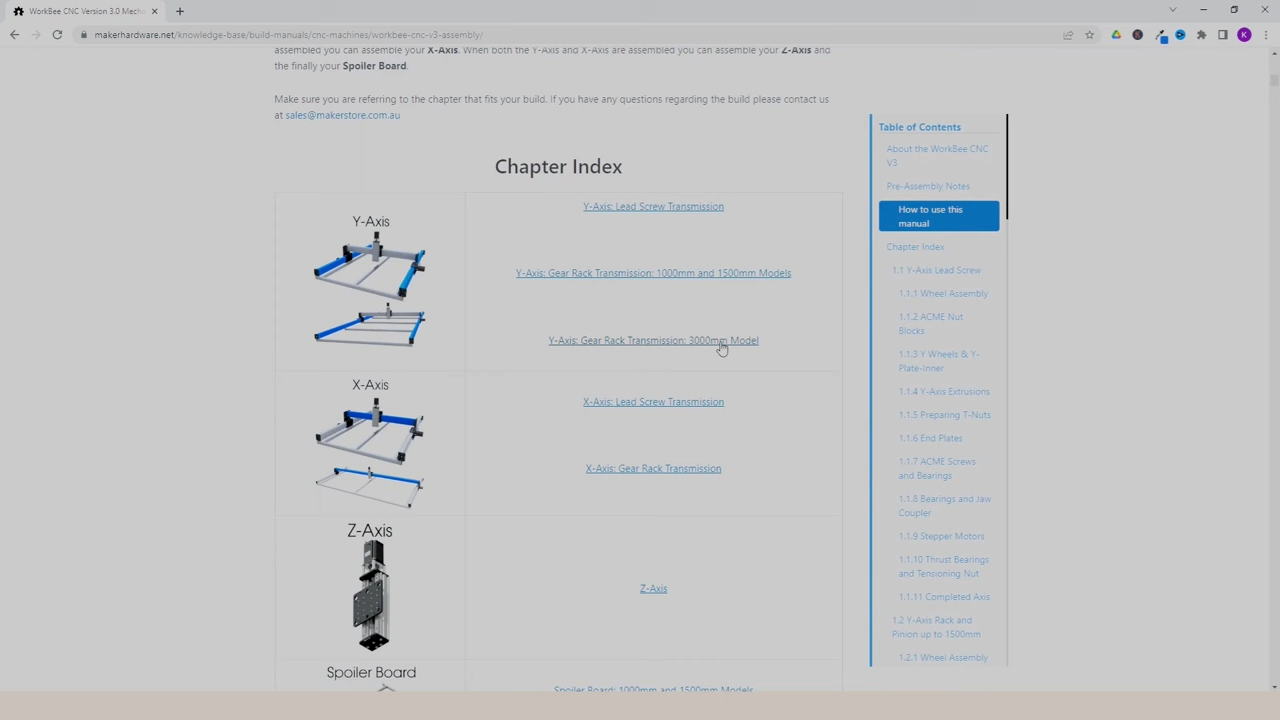 WorkBee CNC Version 3.0 Mech
makerhardware.net/knowledge-base/build-manuals/cnc-machines/workbee-cnc-v3-assembly/
K
assembled you can assemble your X-Axis. When both the Y-Axis and X-Axis are assembled you can assemble your Z-Axis and
the finally your Spoiler Board.
Make sure you are referring to the chapter that fits your build. If you have any questions regarding the build please contact us
at sales@makerstore.com.au
Chapter Index
Y-Axis
Y-Axis: Lead Screw Transmission
Y-Axis: Gear Rack Transmission: 1000mm and 1500mm Models
Y-Axis: Gear Rack Transmission: 3000mm Model
X-Axis
X-Axis: Lead Screw Transmission
X-Axis: Gear Rack Transmission
Z-Axis
Z-Axis
Spoiler Board
Spoiler Board: 1000mm and 1500mm Models
Table of Contents
About the WorkBee CNC
V3
Pre-Assembly Notes
How to use this
manual
Chapter Index
1.1 Y-Axis Lead Screw
1.1.1 Wheel Assembly
1.1.2 ACME Nut
Blocks
1.1.3 Y Wheels & Y-
Plate-Inner
1.1.4 Y-Axis Extrusions
1.1.5 Preparing T-Nuts
1.1.6 End Plates
1.1.7 ACME Screws
and Bearings
1.1.8 Bearings and Jaw
Coupler
1.1.9 Stepper Motors
1.1.10 Thrust Bearings
and Tensioning Nut
1.1.11 Completed Axis
1.2 Y-Axis Rack and
Pinion up to 1500mm
1.2.1 Wheel Assembly